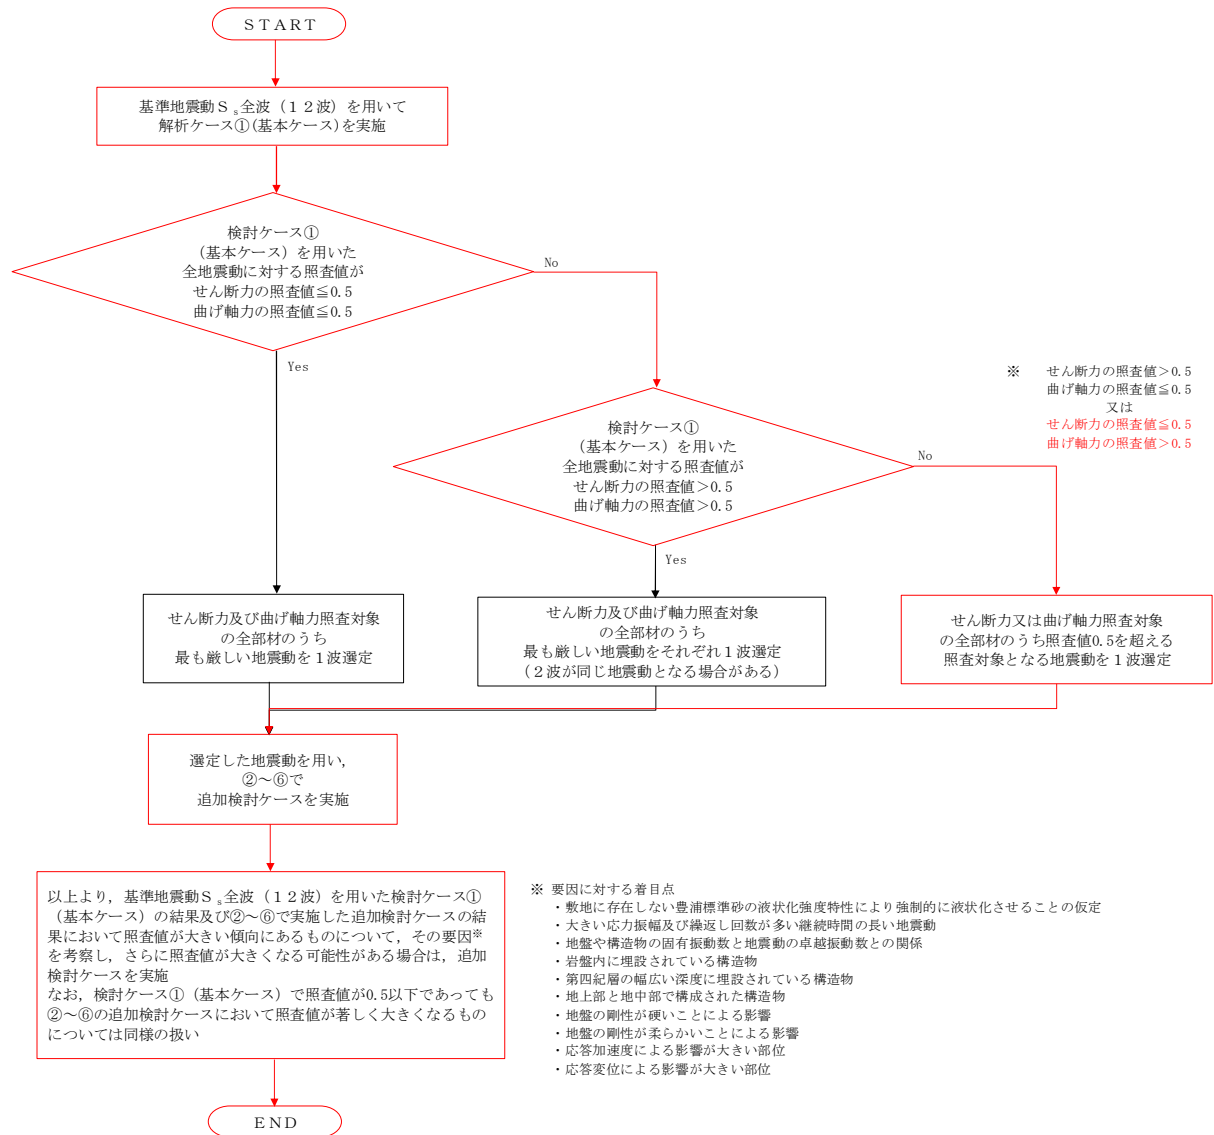 ＳＴＡＲＴ
基準地震動Ｓｓ全波（１２波）を用いて
解析ケース①(基本ケース)を実施
検討ケース①
（基本ケース）を用いた
全地震動に対する照査値が
せん断力の照査値≦0.5
曲げ軸力の照査値≦0.5
No
Yes
※ せん断力の照査値＞0.5
曲げ軸力の照査値≦0.5
又は
せん断力の照査値≦0.5
曲げ軸力の照査値＞0.5
検討ケース①
（基本ケース）を用いた
全地震動に対する照査値が
せん断力の照査値＞0.5
曲げ軸力の照査値＞0.5
No
Yes
せん断力及び曲げ軸力照査対象
の全部材のうち
最も厳しい地震動を１波選定
せん断力及び曲げ軸力照査対象
の全部材のうち
最も厳しい地震動をそれぞれ１波選定
（２波が同じ地震動となる場合がある）
せん断力又は曲げ軸力照査対象
の全部材のうち照査値0.5を超える
照査対象となる地震動を１波選定
選定した地震動を用い，
②～⑥で
追加検討ケースを実施
以上より，基準地震動Ｓｓ全波（１２波）を用いた検討ケース①
（基本ケース）の結果及び②～⑥で実施した追加検討ケースの結
果において照査値が大きい傾向にあるものについて，その要因※
を考察し，さらに照査値が大きくなる可能性がある場合は，追加
検討ケースを実施
なお，検討ケース①（基本ケース）で照査値が0.5以下であっても
②～⑥の追加検討ケースにおいて照査値が著しく大きくなるもの
については同様の扱い
※ 要因に対する着目点
・敷地に存在しない豊浦標準砂の液状化強度特性により強制的に液状化させることの仮定
・大きい応力振幅及び繰返し回数が多い継続時間の長い地震動
・地盤や構造物の固有振動数と地震動の卓越振動数との関係
・岩盤内に埋設されている構造物
・第四紀層の幅広い深度に埋設されている構造物
・地上部と地中部で構成された構造物
・地盤の剛性が硬いことによる影響
・地盤の剛性が柔らかいことによる影響
・応答加速度による影響が大きい部位
・応答変位による影響が大きい部位
ＥＮＤ